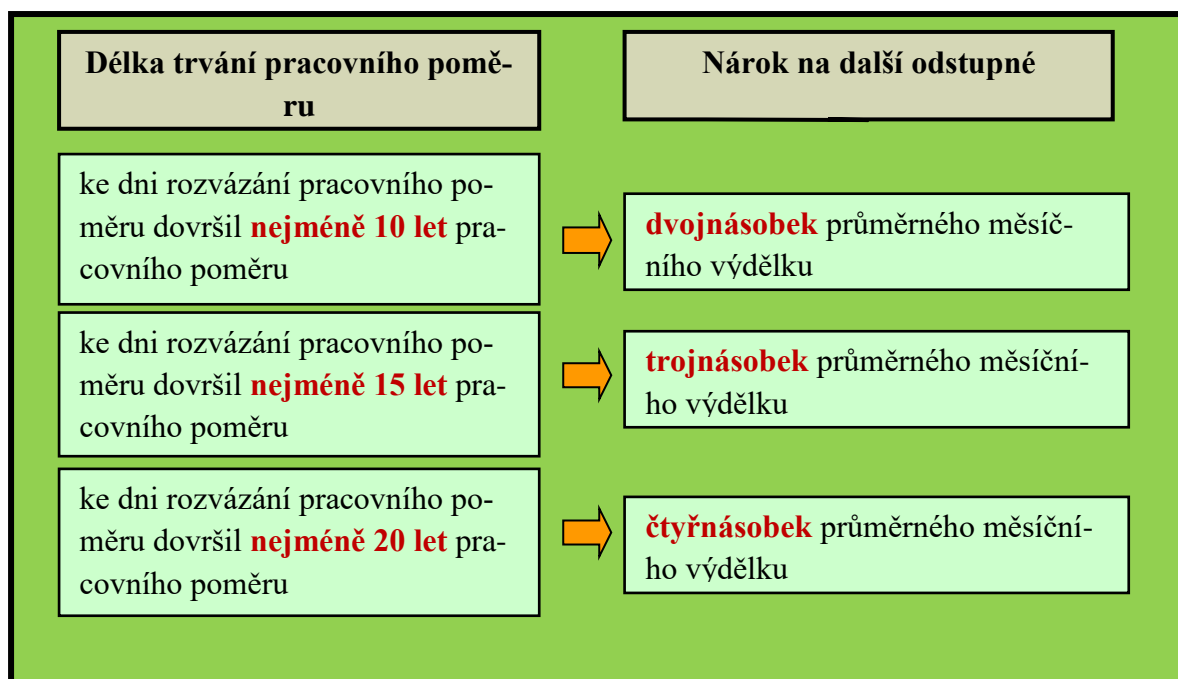 Délka trvání pracovního pomě-
ru
Nárok na další odstupné
ke dni rozvázání pracovního po-
měru dovršil nejméně 10 let pra-
covního poměru
dvojnásobek průměrného měsíč-
ního výdělku
ke dni rozvázání pracovního po-
měru dovršil nejméně 15 let pra-
covního poměru
trojnásobek průměrného měsíční-
ho výdělku
ke dni rozvázání pracovního po-
měru dovršil nejméně 20 let pra-
covního poměru
čtyřnásobek průměrného měsíční-
ho výdělku